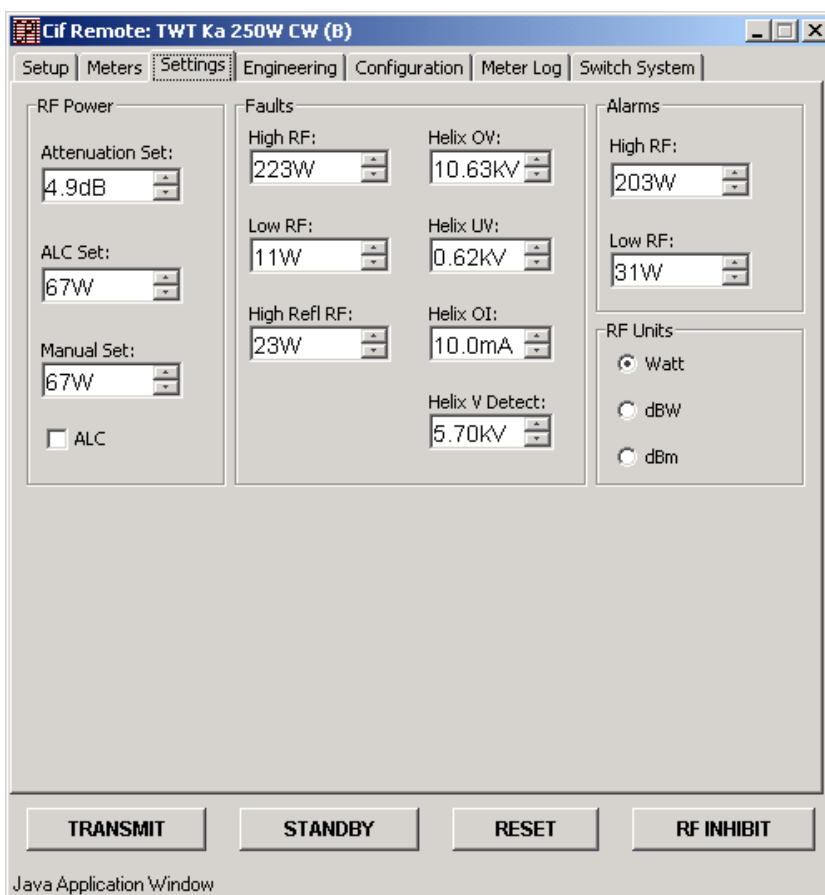 Cif Remote: TWT Ka 250W CW (B)
Setup Meters Settings Engineering Configuration Meter Log Switch System
RF Power
Attenuation Set:
4.9dB
ALC Set:
67W
Manual Set:
67W
ALC
Faults
High RF:
223W
Low RF:
11W
High Refl RF:
23W
Helix OV:
10.63kV
Helix UV:
0.62kV
Helix OI:
10.0mA
Helix V Detect:
5.70kV
Alarms
High RF:
203W
Low RF:
31W
RF Units
Watt
dBW
dBm
TRANSMIT STANDBY RESET RF INHIBIT
Java Application Window